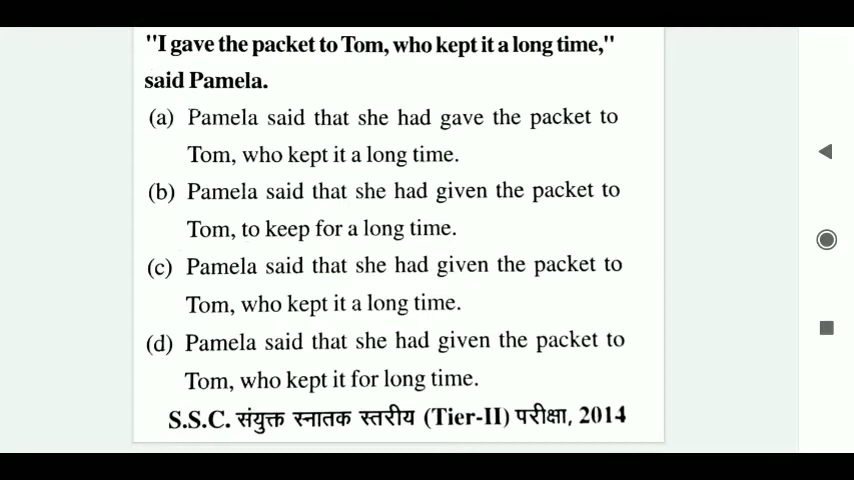 "I gave the packet to Tom, who kept it a long time,"
said Pamela.
(a) Pamela said that she had gave the packet to
Tom, who kept it a long time.
(b) Pamela said that she had given the packet to
Tom, to keep for a long time.
(c) Pamela said that she had given the packet to
Tom, who kept it a long time.
(d) Pamela said that she had given the packet to
Tom, who kept it for long time.
S.S.C. संयुक्त स्नातक स्तरीय (Tier-II) परीक्षा, 2014